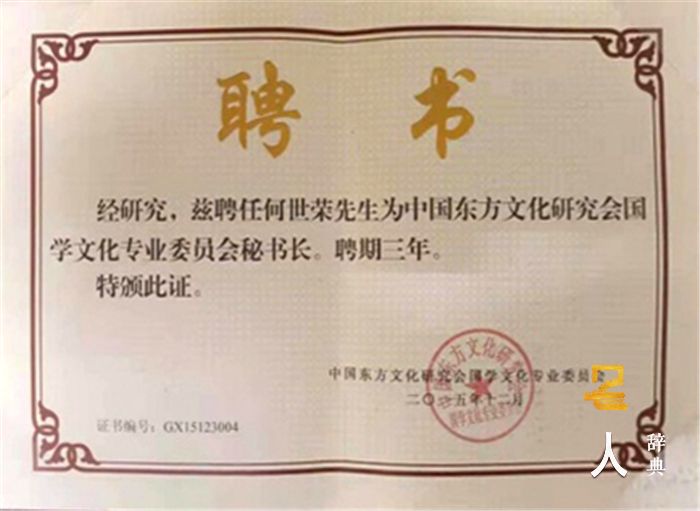 聘书
经研究，兹聘任何世荣先生为中国东方文化研究会国
学文化专业委员会秘书长。聘期三年。
特颁此证。
中国东方文化研究会国学文化专业委员会
二〇一五年十二月
证书编号：GX15123004
名
人
辞典